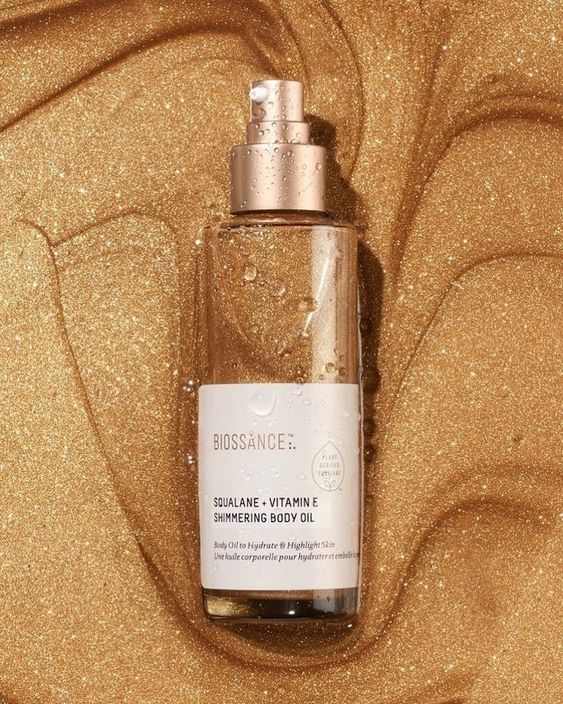 BIOSSANCE™
PLANT
DERIVED
SQUALANE
SQUALANE + VITAMIN E
SHIMMERING BODY OIL
Body Oil to Hydrate & Highlight Skin
Une huile corporelle pour hydrater et